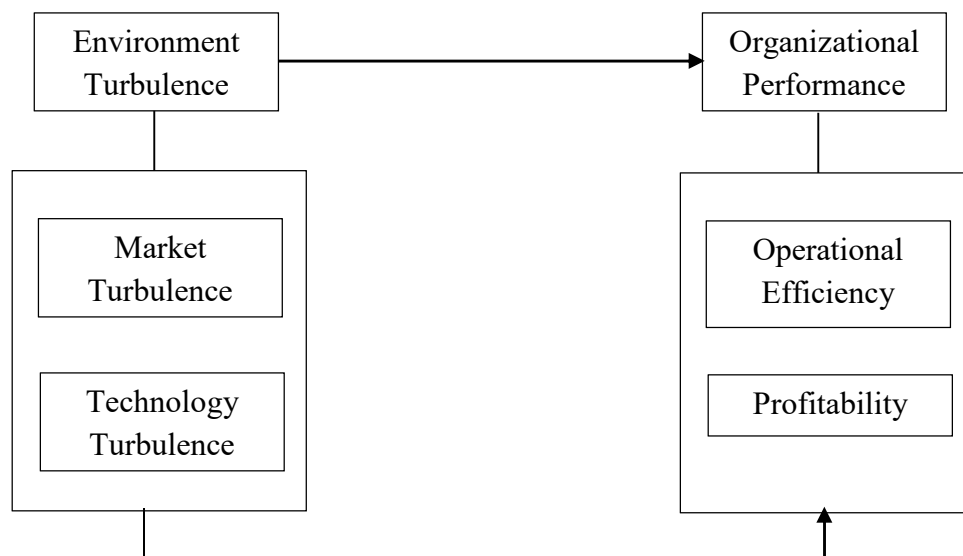 Environment
Turbulence
Organizational
Performance
Market
Turbulence
Operational
Efficiency
Technology
Turbulence
Profitability